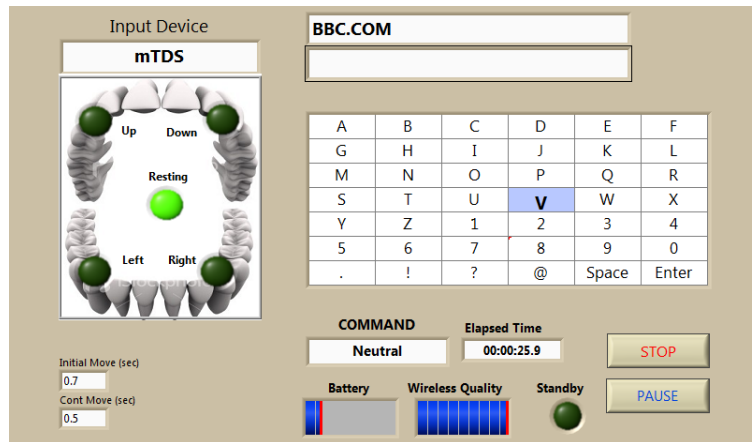 Input Device
mTDS
BBC.COM
Up
Down
Resting
Left
Right
A B C D E F
G H I J K L
M N O P Q R
S T U V W X
Y Z 1 2 3 4
5 6 7 8 9 0
. ! ? @ Space Enter
Initial Move (sec)
0.7
Cont Move (sec)
0.5
COMMAND
Neutral
Elapsed Time
00:00:25.9
STOP
Battery
Wireless Quality
Standby
PAUSE